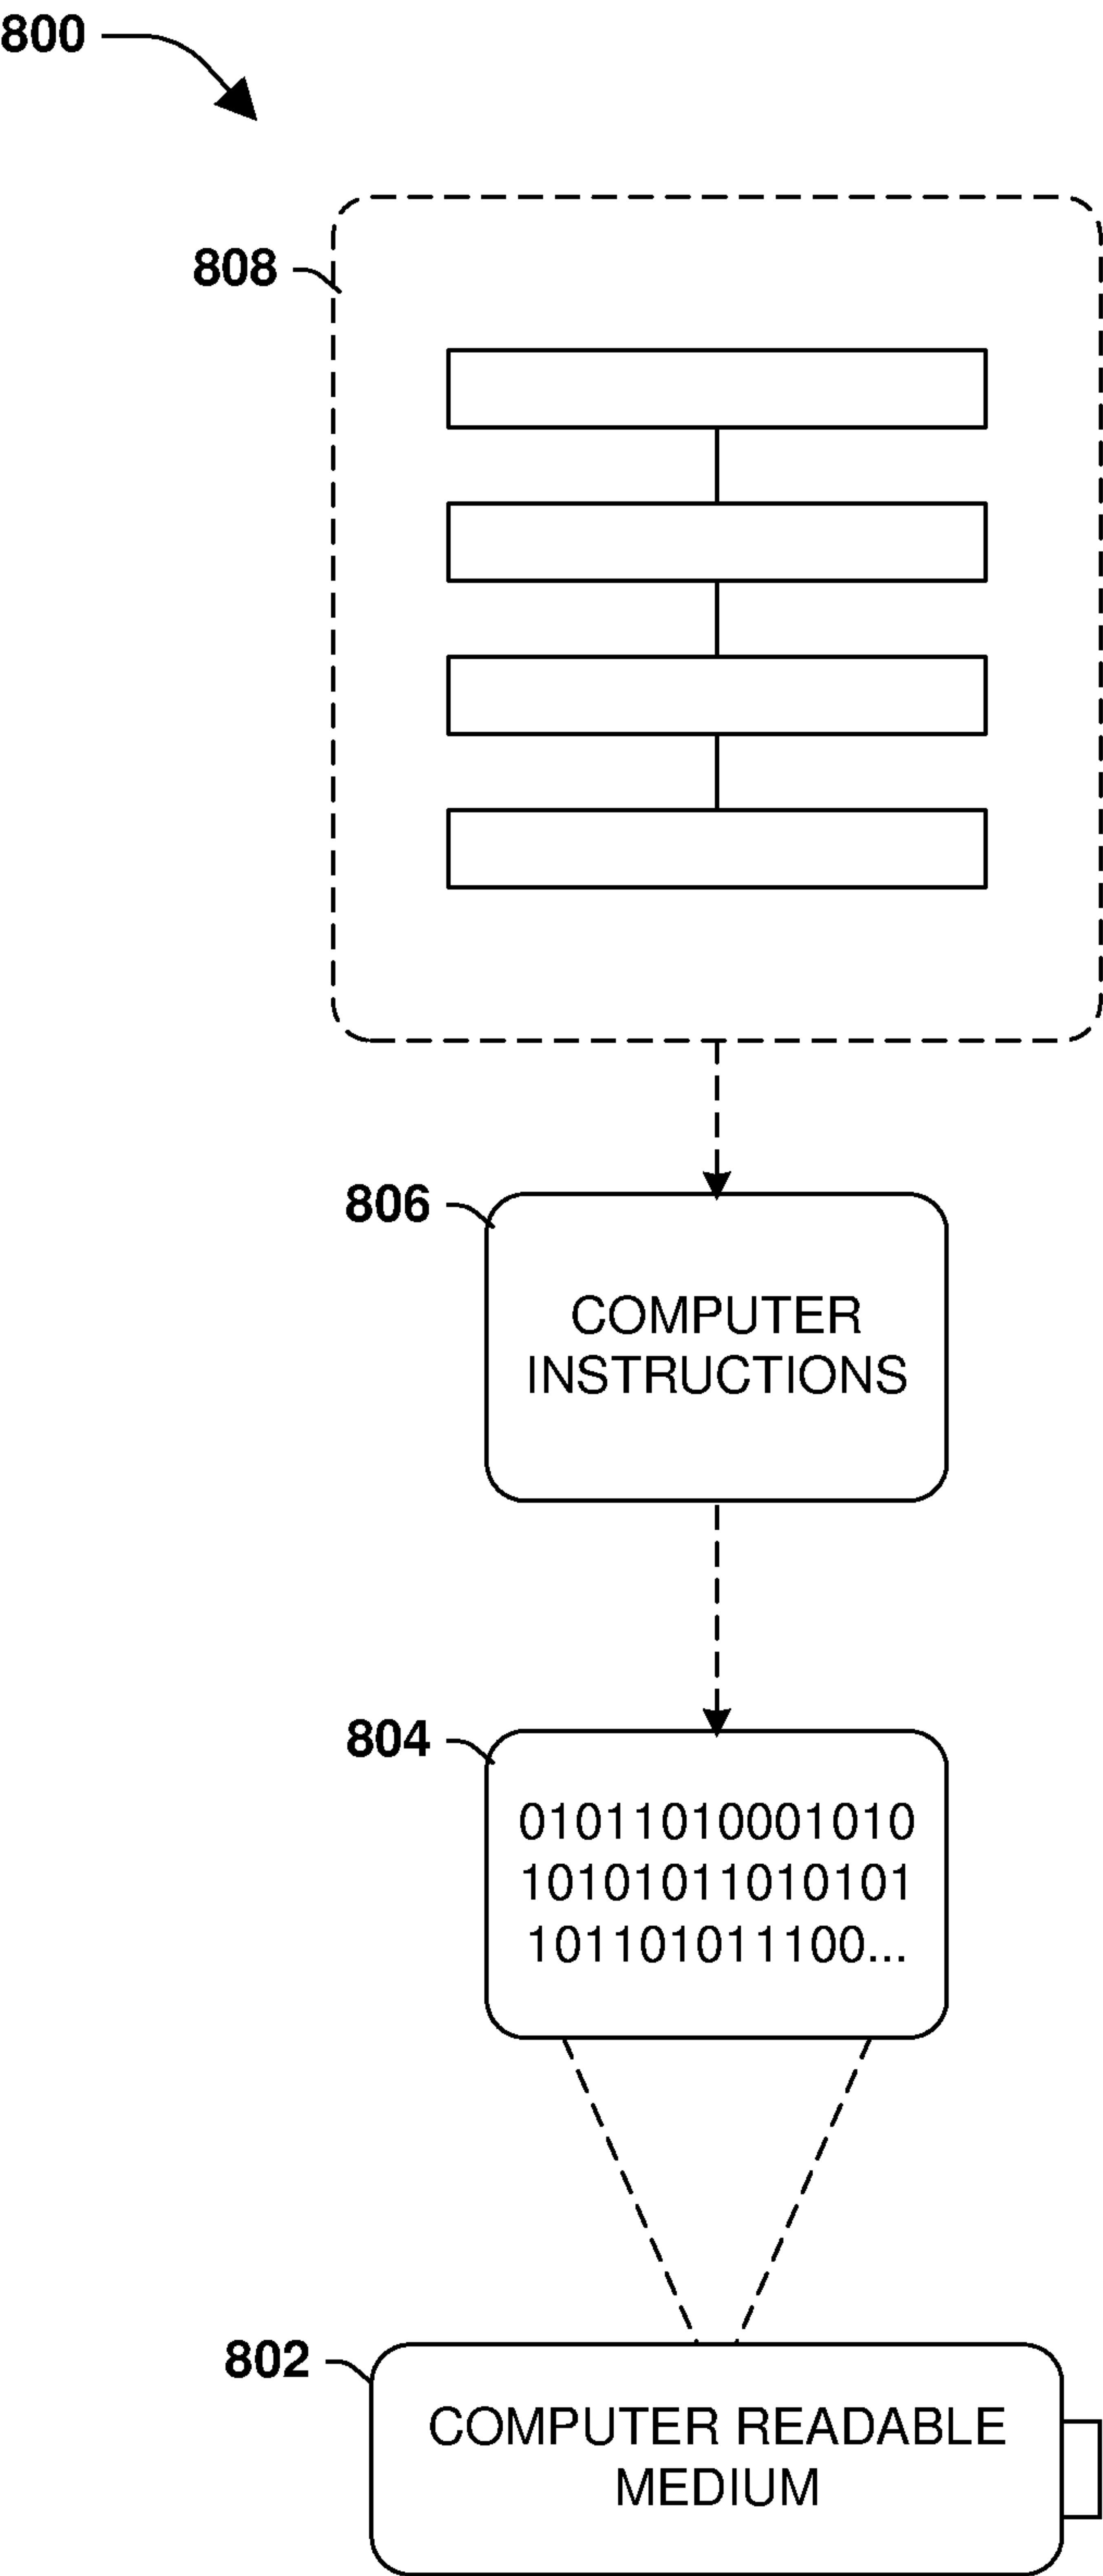 800
808
806
COMPUTER
INSTRUCTIONS
804
01011010001010
10101011010101
101101011100...
802
COMPUTER READABLE
MEDIUM